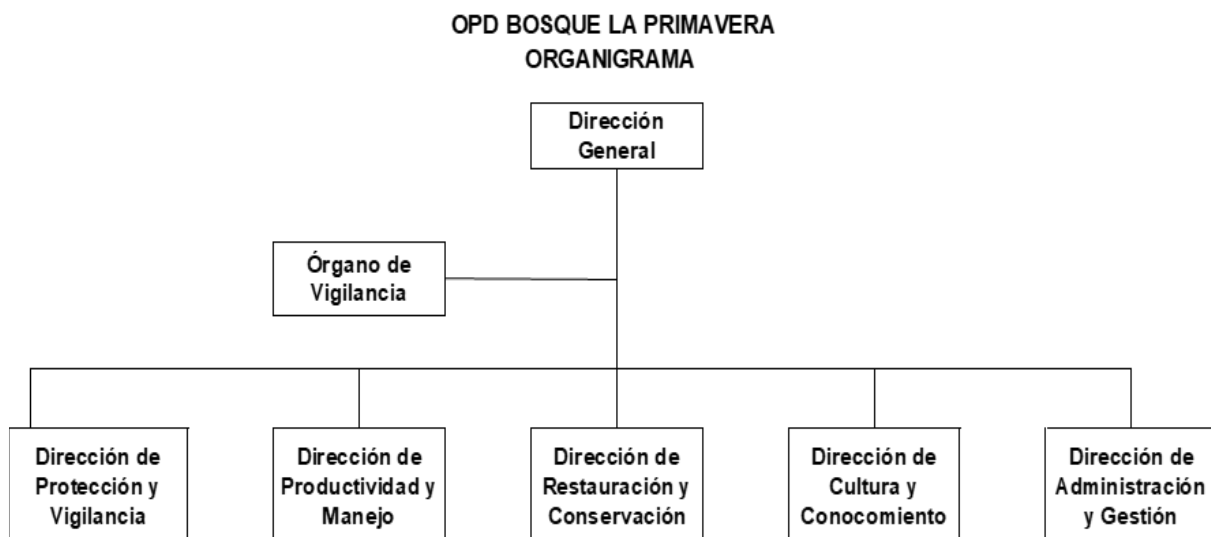 OPD BOSQUE LA PRIMAVERA
ORGANIGRAMA
Dirección
General
Órgano de
Vigilancia
Dirección de
Protección y
Vigilancia
Dirección de
Productividad y
Manejo
Dirección de
Restauración y
Conservación
Dirección de
Cultura y
Conocomiento
Dirección de
Administración
y Gestión